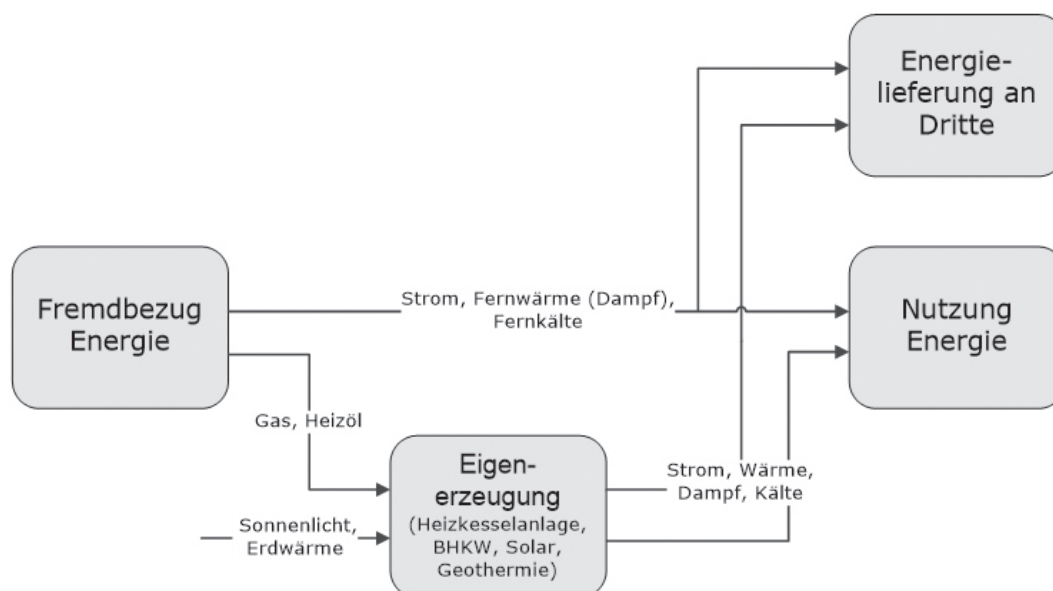 Energie-
lieferung an
Dritte
Fremdbezug
Energie
Strom, Fernwärme (Dampf),
Fernkälte
Nutzung
Energie
Gas, Heizöl
Eigen-
erzeugung
(Heizkesselanlage,
BHKW, Solar,
Geothermie)
Strom, Wärme,
Dampf, Kälte
Sonnenlicht,
Erdwärme